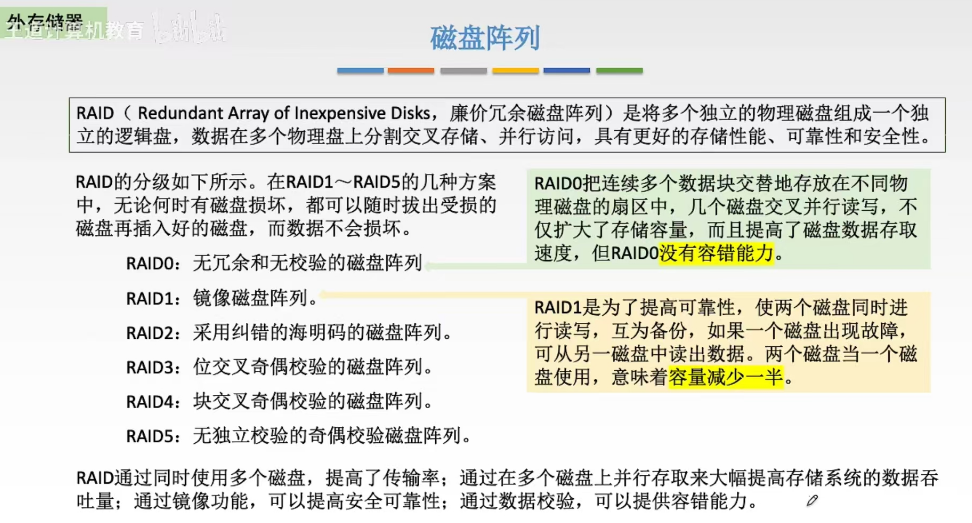 外存储器
王道计算机教育 bilibili
磁盘阵列
RAID（ Redundant Array of Inexpensive Disks，廉价冗余磁盘阵列）是将多个独立的物理磁盘组成一个独
立的逻辑盘，数据在多个物理盘上分割交叉存储、并行访问，具有更好的存储性能、可靠性和安全性。
RAID的分级如下所示。在RAID1～RAID5的几种方案
中，无论何时有磁盘损坏，都可以随时拔出受损的
磁盘再插入好的磁盘，而数据不会损坏。
RAID0：无冗余和无校验的磁盘阵列
RAID1：镜像磁盘阵列。
RAID2：采用纠错的海明码的磁盘阵列。
RAID3：位交叉奇偶校验的磁盘阵列。
RAID4：块交叉奇偶校验的磁盘阵列。
RAID5：无独立校验的奇偶校验磁盘阵列。
RAID0把连续多个数据块交替地存放在不同物
理磁盘的扇区中，几个磁盘交叉并行读写，不
仅扩大了存储容量，而且提高了磁盘数据存取
速度，但RAID0没有容错能力。
RAID1是为了提高可靠性，使两个磁盘同时进
行读写，互为备份，如果一个磁盘出现故障，
可从另一磁盘中读出数据。两个磁盘当一个磁
盘使用，意味着容量减少一半。
RAID通过同时使用多个磁盘，提高了传输率；通过在多个磁盘上并行存取来大幅提高存储系统的数据吞
吐量；通过镜像功能，可以提高安全可靠性；通过数据校验，可以提供容错能力。